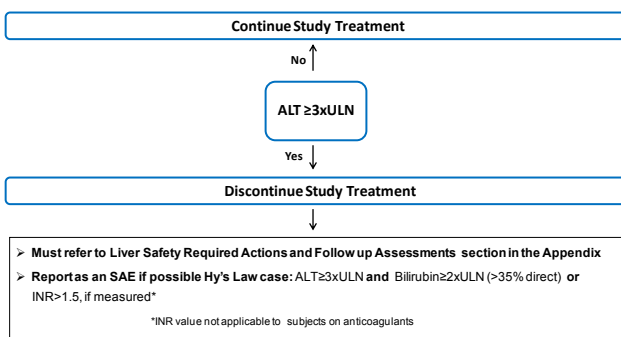 Continue Study Treatment
No
ALT ≥3xULN
Yes
Discontinue Study Treatment
➢ Must refer to Liver Safety Required Actions and Follow up Assessments section in the Appendix
➢ Report as an SAE if possible Hy's Law case: ALT≥3xULN and Bilirubin≥2xULN (>35% direct) or
INR>1.5, if measured*
*INR value not applicable to subjects on anticoagulants